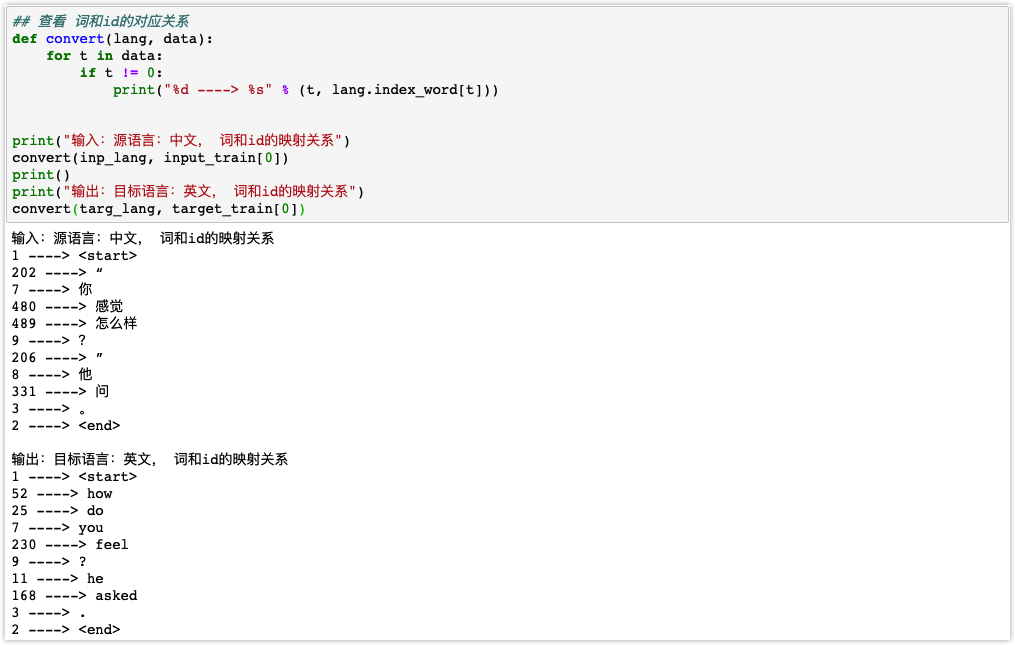 ## 查看 词和id的对应关系
def convert(lang, data):
    for t in data:
        if t != 0:
            print("%d ----> %s" % (t, lang.index_word[t]))
print("输入：源语言：中文， 词和id的映射关系")
convert(inp_lang, input_train[0])
print()
print("输出：目标语言：英文， 词和id的映射关系")
convert(targ_lang, target_train[0])
输入：源语言：中文， 词和id的映射关系
1 ----> <start>
202 ----> “
7 ----> 你
480 ----> 感觉
489 ----> 怎么样
9 ----> ?
206 ----> ”
8 ----> 他
331 ----> 问
3 ----> 。
2 ----> <end>
输出：目标语言：英文， 词和id的映射关系
1 ----> <start>
52 ----> how
25 ----> do
7 ----> you
230 ----> feel
9 ----> ?
11 ----> he
168 ----> asked
3 ----> .
2 ----> <end>